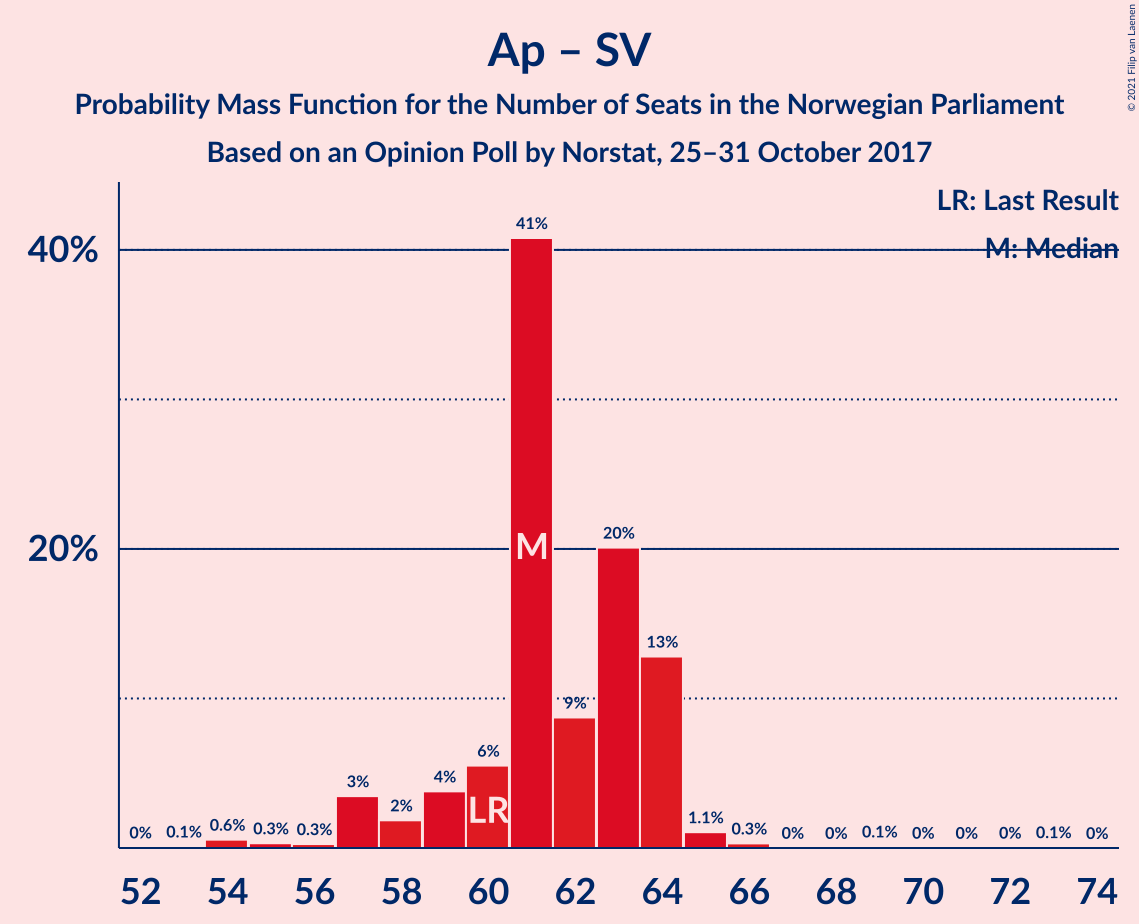 Ap – SV
Probability Mass Function for the Number of Seats in the Norwegian Parliament
Based on an Opinion Poll by Norstat, 25–31 October 2017
© 2021 Filip van Laenen
LR: Last Result
M: Median
40%
20%
0%
0.1%
0.6%
0.3%
0.3%
3%
2%
4%
6%
41%
9%
20%
13%
1.1%
0.3%
0%
0%
0.1%
0%
0%
0%
0.1%
0%
M
LR
52 54 56 58 60 62 64 66 68 70 72 74